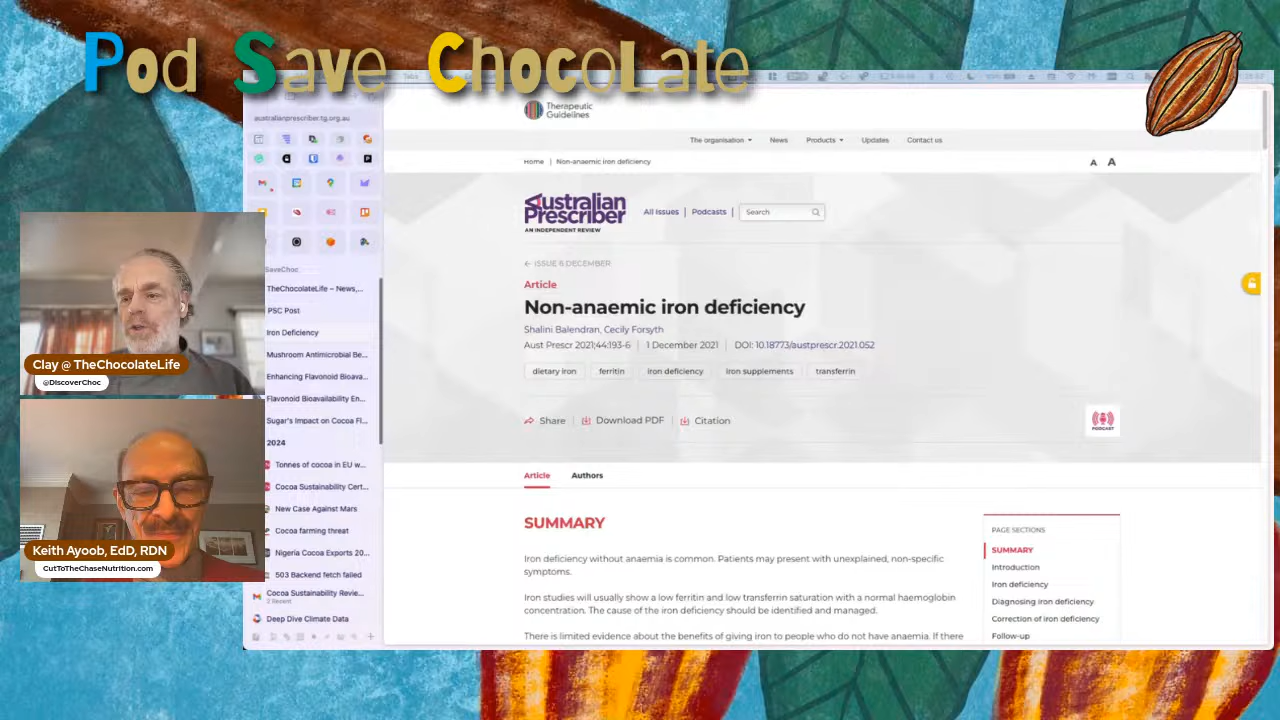 Pod Save Chocolate
australianprescriber.tg.org.au
SaveChoc
TheChocolateLife – News,...
PSC Post
Iron Deficiency
Mushroom Antimicrobial Be...
Enhancing Flavonoid Bioava...
Flavonoid Bioavailability En...
Sugar's Impact on Cocoa Fl...
2024
Tonnes of cocoa in EU w...
Cocoa Sustainability Cert...
New Case Against Mars
Cocoa farming threat
Nigeria Cocoa Exports 20...
503 Backend fetch failed
Cocoa Sustainability Revie...
2 Recent
Deep Dive Climate Data
Clay @ TheChocolateLife
@DiscoverChoc
Keith Ayoob, EdD, RDN
CutToTheChaseNutrition.com
Therapeutic
Guidelines
The organisation News Products Updates Contact us
Home | Non-anaemic iron deficiency
A A
Australian
Prescriber
AN INDEPENDENT REVIEW
All Issues | Podcasts | Search
← ISSUE 6 DECEMBER
Article
Non-anaemic iron deficiency
Shalini Balendran, Cecily Forsyth
Aust Prescr 2021;44:193-6 | 1 December 2021 | DOI: 10.18773/austprescr.2021.052
dietary iron ferritin iron deficiency iron supplements transferrin
Share | Download PDF | Citation
PODCAST
Article Authors
SUMMARY
Iron deficiency without anaemia is common. Patients may present with unexplained, non-specific
symptoms.
Iron studies will usually show a low ferritin and low transferrin saturation with a normal haemoglobin
concentration. The cause of the iron deficiency should be identified and managed.
There is limited evidence about the benefits of giving iron to people who do not have anaemia. If there
PAGE SECTIONS
SUMMARY
Introduction
Iron deficiency
Diagnosing iron deficiency
Correction of iron deficiency
Follow-up